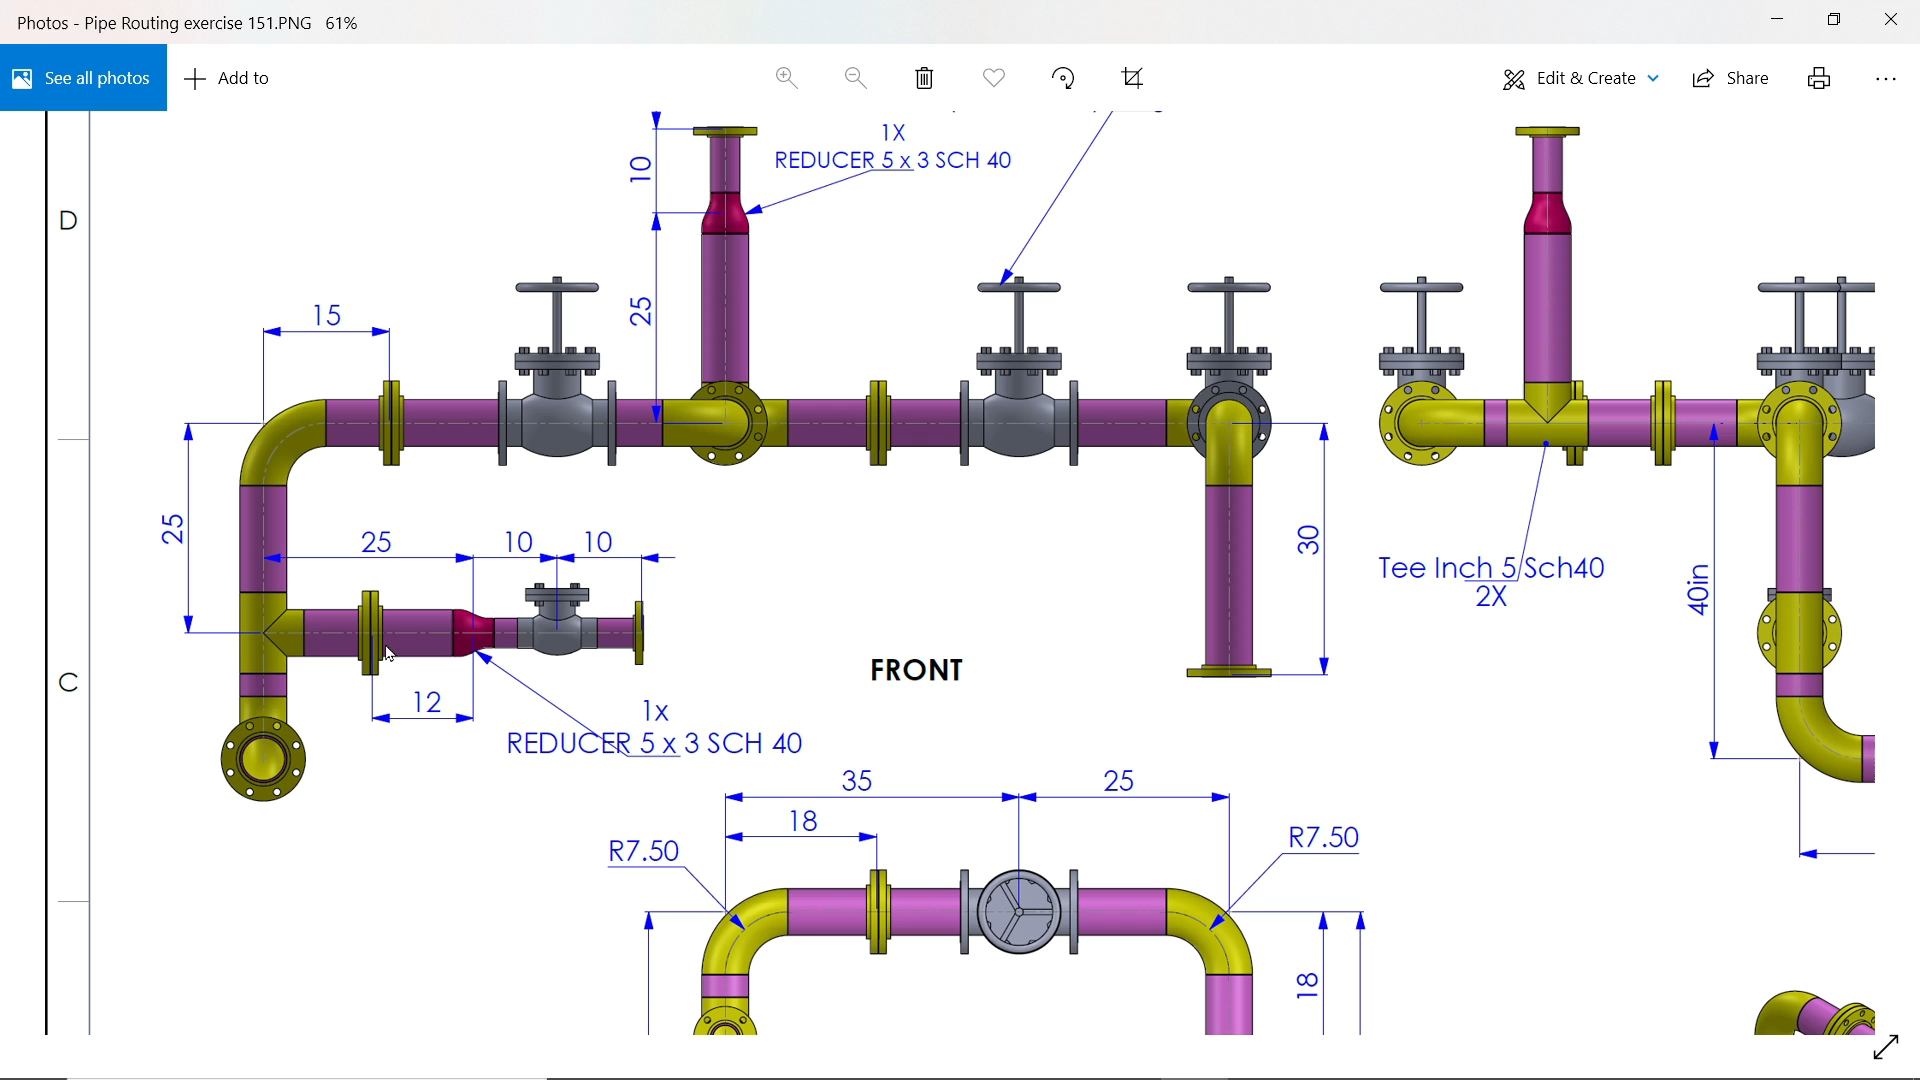 Photos - Pipe Routing exercise 151.PNG 61%
See all photos
Add to
Edit & Create
Share
1X
REDUCER 5 x 3 SCH 40
10
D
25
15
25
25
10
10
30
Tee Inch 5 Sch40
2X
40in
FRONT
C
12
1x
REDUCER 5 x 3 SCH 40
35
25
18
R7.50
R7.50
18